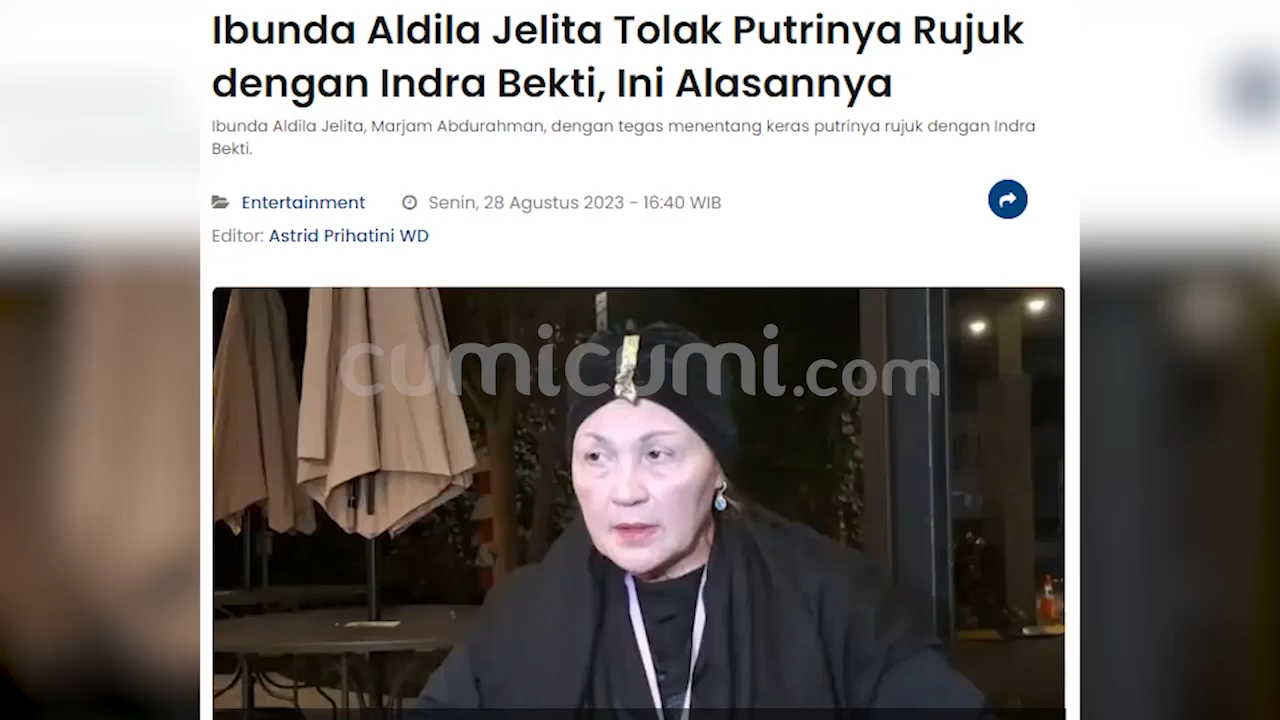 Ibunda Aldila Jelita Tolak Putrinya Rujuk
dengan Indra Bekti, Ini Alasannya
Ibunda Aldila Jelita, Marjam Abdurahman, dengan tegas menentang keras putrinya rujuk dengan Indra
Bekti.
Entertainment Senin, 28 Agustus 2023 - 16:40 WIB
Editor: Astrid Prihatini WD
cumicumi.com